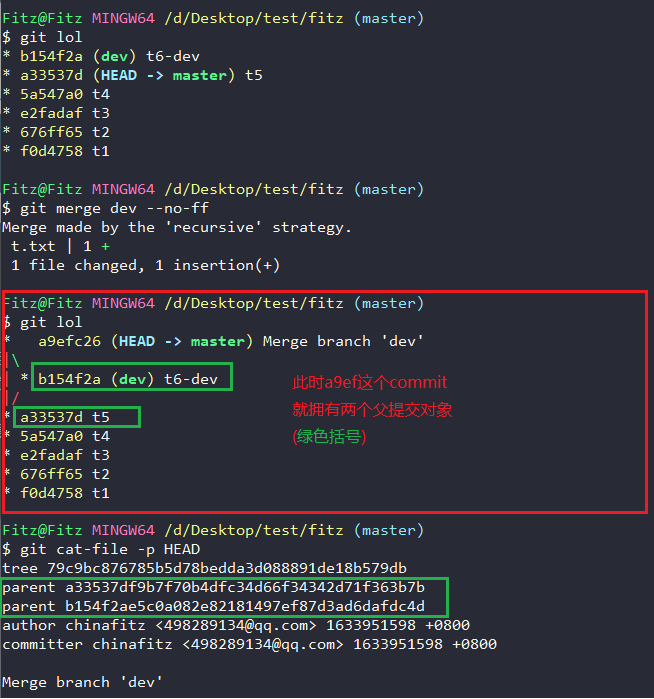 Fitz@Fitz MINGW64 /d/Desktop/test/fitz (master)
$ git lol
* b154f2a (dev) t6-dev
* a33537d (HEAD -> master) t5
* 5a547a0 t4
* e2fadaf t3
* 676ff65 t2
* f0d4758 t1
Fitz@Fitz MINGW64 /d/Desktop/test/fitz (master)
$ git merge dev --no-ff
Merge made by the 'recursive' strategy.
 t.txt | 1 +
 1 file changed, 1 insertion(+)
Fitz@Fitz MINGW64 /d/Desktop/test/fitz (master)
$ git lol
*   a9efc26 (HEAD -> master) Merge branch 'dev'
|\
| * b154f2a (dev) t6-dev
|/
* a33537d t5
* 5a547a0 t4
* e2fadaf t3
* 676ff65 t2
* f0d4758 t1
此时a9ef这个commit
就拥有两个父提交对象
(绿色括号)
Fitz@Fitz MINGW64 /d/Desktop/test/fitz (master)
$ git cat-file -p HEAD
tree 79c9bc876785b5d78bedda3d088891de18b579db
parent a33537df9b7f70b4dfc34d66f34342d71f363b7b
parent b154f2ae5c0a082e82181497ef87d3ad6dafdc4d
author chinafitz <498289134@qq.com> 1633951598 +0800
committer chinafitz <498289134@qq.com> 1633951598 +0800
Merge branch 'dev'